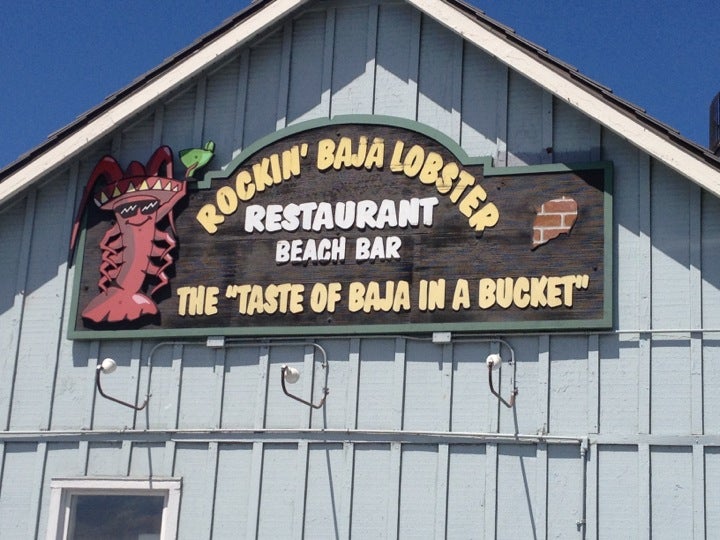 ROCKIN' BAJA LOBSTER
RESTAURANT
BEACH BAR
THE "TASTE OF BAJA IN A BUCKET"